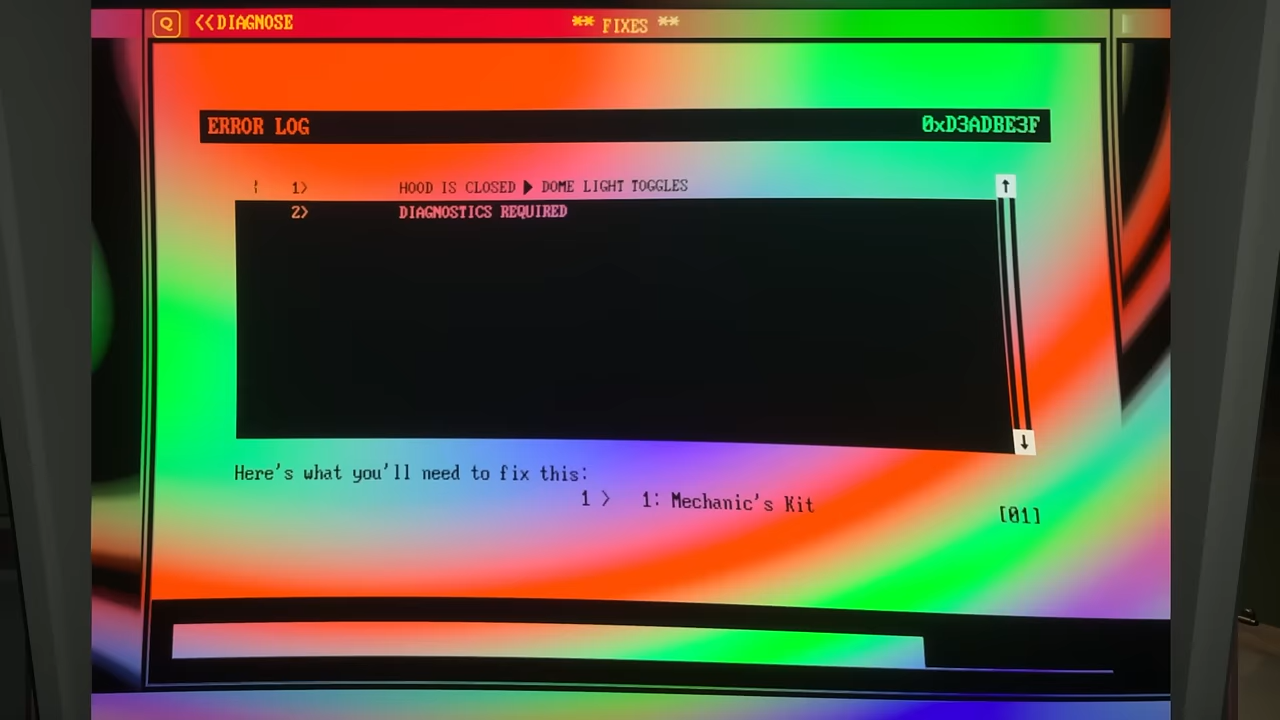 Q <<DIAGNOSE ** FIXES **
ERROR LOG 0xD3ADBE3F
1> HOOD IS CLOSED ▶ DOME LIGHT TOGGLES
2> DIAGNOSTICS REQUIRED
Here's what you'll need to fix this:
1 > 1: Mechanic's Kit
[01]